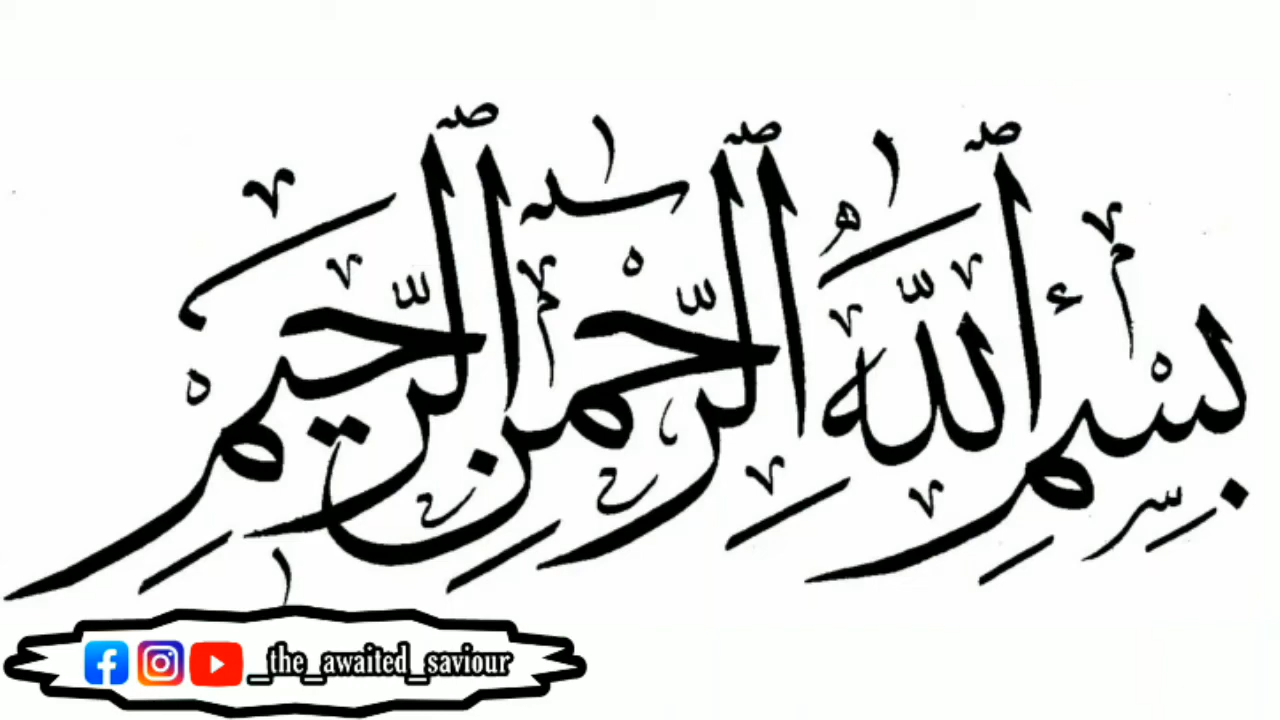 بِسْمِ ٱللَّهِ ٱلرَّحْمَٰنِ ٱلرَّحِيمِ
_the_awaited_saviour